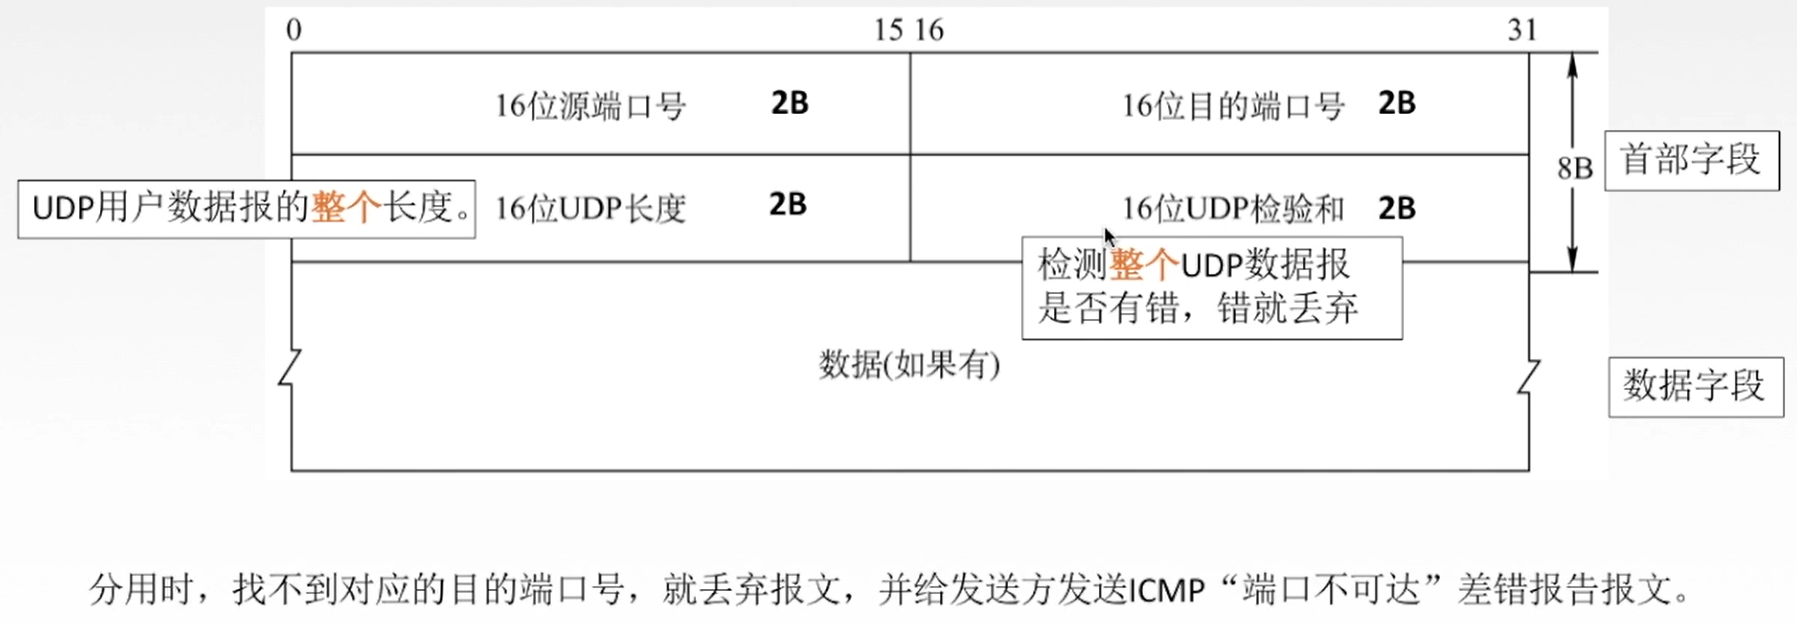 0 15 16 31
16位源端口号 2B 16位目的端口号 2B
8B 首部字段
UDP用户数据报的整个长度。 16位UDP长度 2B 16位UDP检验和 2B
检测整个UDP数据报
是否有错，错就丢弃
数据(如果有)
数据字段
分用时，找不到对应的目的端口号，就丢弃报文，并给发送方发送ICMP“端口不可达”差错报告报文。